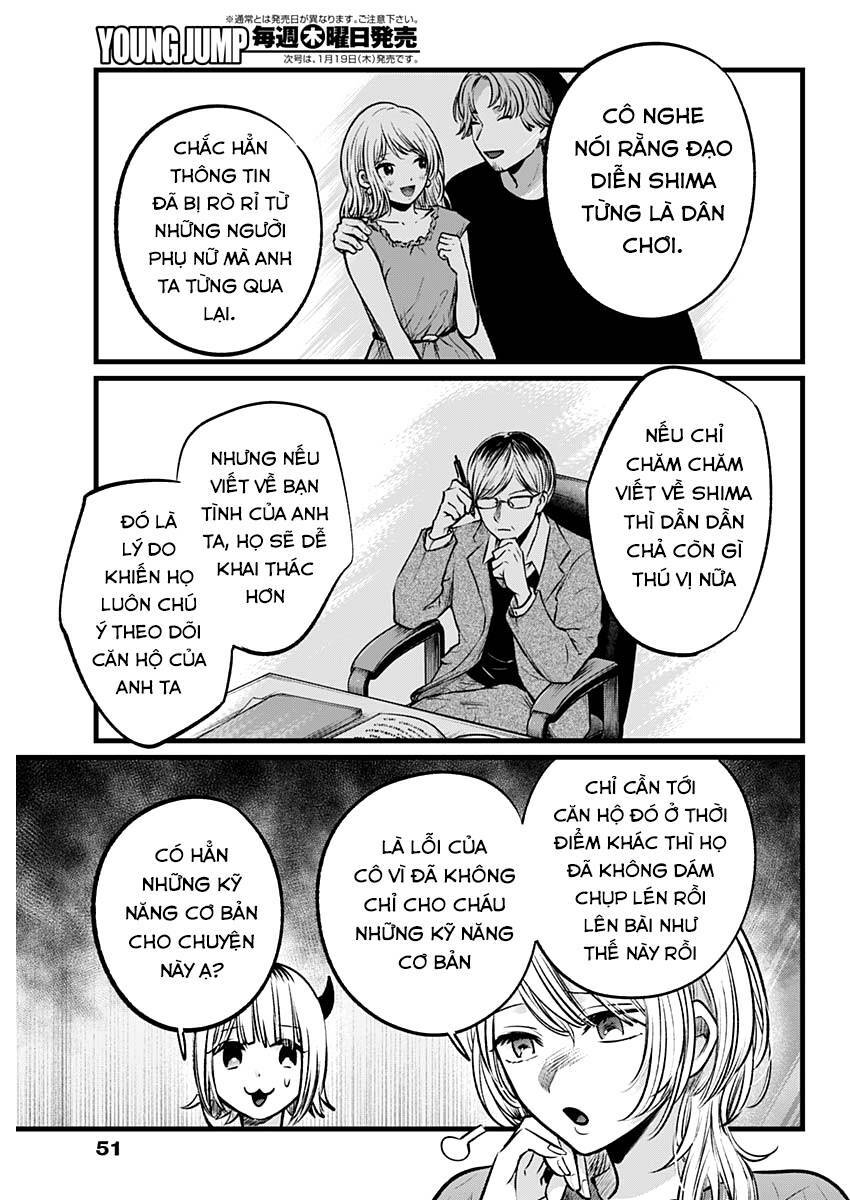 ※通常とは発売日が異なります。ご注意下さい。
YOUNG JUMP 毎週木曜日発売
次号は、1月19日(木)発売です。
CÔ NGHE
NÓI RẰNG ĐẠO
DIỄN SHIMA
TỪNG LÀ DÂN
CHƠI.
CHẮC HẲN
THÔNG TIN
ĐÃ BỊ RÒ RỈ TỪ
NHỮNG NGƯỜI
PHỤ NỮ MÀ ANH
TA TỪNG QUA
LẠI.
NẾU CHỈ
CHĂM CHĂM
VIẾT VỀ SHIMA
THÌ DẦN DẦN
CHẢ CÒN GÌ
THÚ VỊ NỮA
NHƯNG NẾU
VIẾT VỀ BẠN
TÌNH CỦA ANH
TA, HỌ SẼ DỄ
KHAI THÁC
HƠN
ĐÓ LÀ
LÝ DO
KHIẾN HỌ
LUÔN CHÚ
Ý THEO DÕI
CĂN HỘ CỦA
ANH TA
CHỈ CẦN TỚI
CĂN HỘ ĐÓ Ở THỜI
ĐIỂM KHÁC THÌ HỌ
ĐÃ KHÔNG DÁM
CHỤP LÉN RỒI
LÊN BÀI NHƯ
THẾ NÀY RỒI
LÀ LỖI CỦA
CÔ VÌ ĐÃ KHÔNG
CHỈ CHO CHÁU
NHỮNG KỸ
NĂNG CƠ BẢN
CÓ HẲN
NHỮNG KỸ
NĂNG CƠ BẢN
CHO CHUYỆN
NÀY Ạ?
51